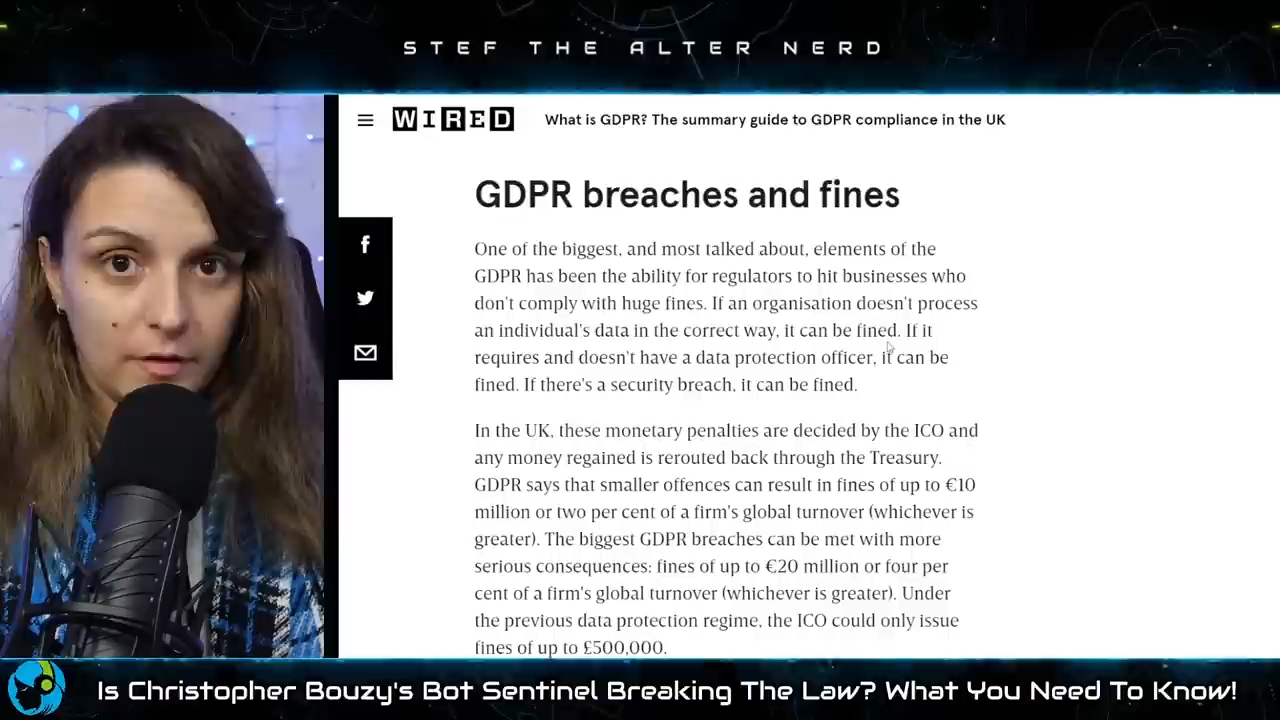 STEF THE ALTER NERD
WIRED
What is GDPR? The summary guide to GDPR compliance in the UK
GDPR breaches and fines
One of the biggest, and most talked about, elements of the
GDPR has been the ability for regulators to hit businesses who
don't comply with huge fines. If an organisation doesn't process
an individual's data in the correct way, it can be fined. If it
requires and doesn't have a data protection officer, it can be
fined. If there's a security breach, it can be fined.
In the UK, these monetary penalties are decided by the ICO and
any money regained is rerouted back through the Treasury.
GDPR says that smaller offences can result in fines of up to €10
million or two per cent of a firm's global turnover (whichever is
greater). The biggest GDPR breaches can be met with more
serious consequences: fines of up to €20 million or four per
cent of a firm's global turnover (whichever is greater). Under
the previous data protection regime, the ICO could only issue
fines of up to £500,000.
Is Christopher Bouzy's Bot Sentinel Breaking The Law? What You Need To Know!